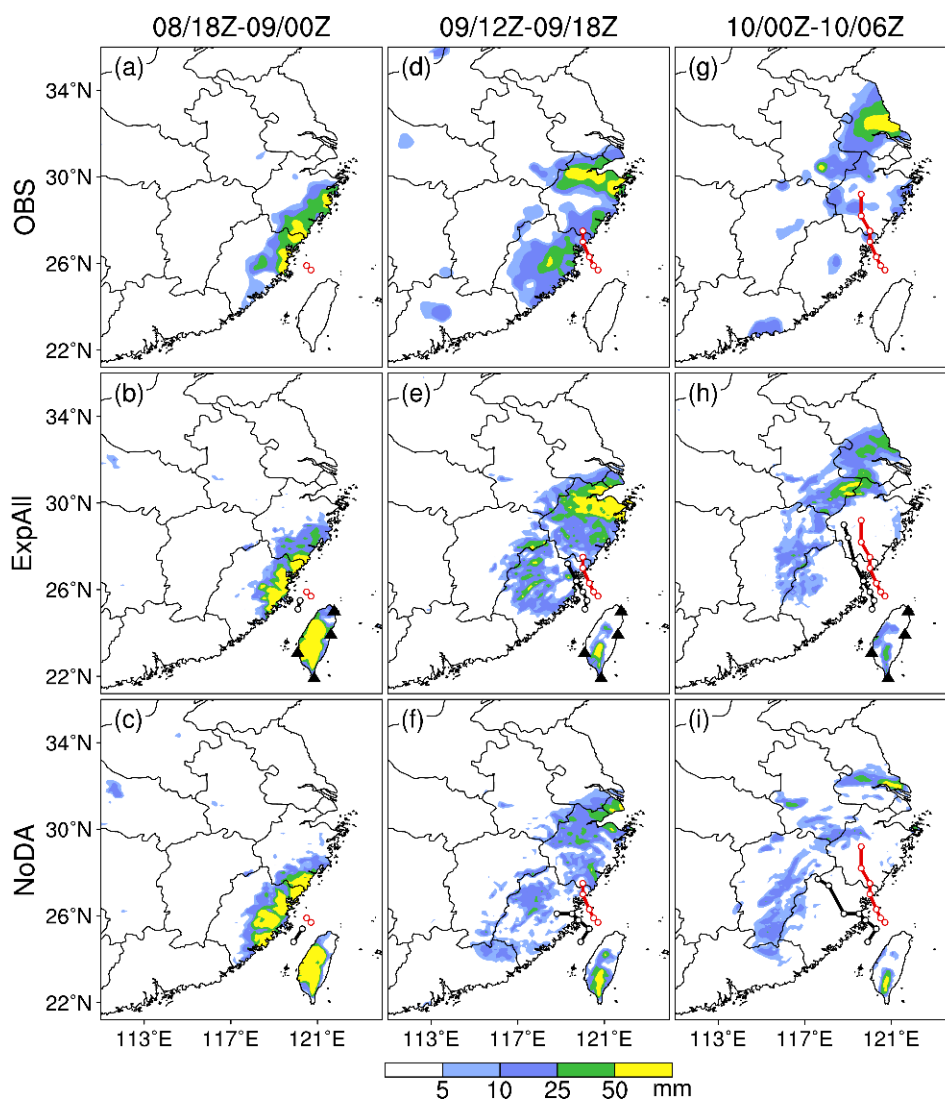 08/18Z-09/00Z 09/12Z-09/18Z 10/00Z-10/06Z
OBS
(a) (d) (g)
34°N
30°N
26°N
22°N
ExpAll
(b) (e) (h)
34°N
30°N
26°N
22°N
NoDA
(c) (f) (i)
34°N
30°N
26°N
22°N
113°E 117°E 121°E 113°E 117°E 121°E 113°E 117°E 121°E
5 10 25 50 mm